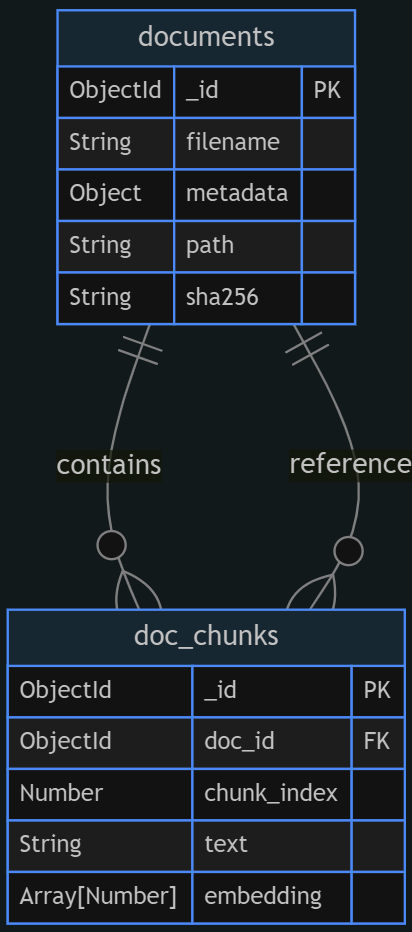 documents
ObjectId _id PK
String filename
Object metadata
String path
String sha256
contains
reference
doc_chunks
ObjectId _id PK
ObjectId doc_id FK
Number chunk_index
String text
Array[Number] embedding